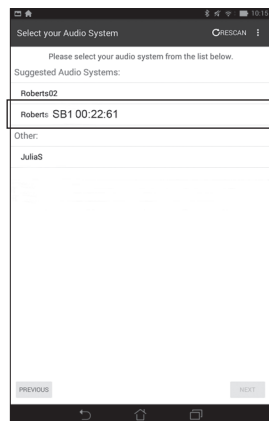 10:15
Select your Audio System RESCAN
Please select your audio system from the list below.
Suggested Audio Systems:
Roberts02
Roberts SB1 00:22:61
Other:
JuliaS
PREVIOUS NEXT